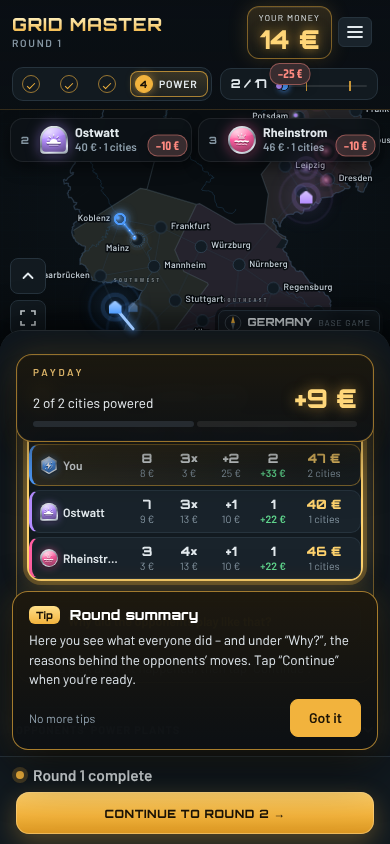 GRID MASTER
ROUND 1
YOUR MONEY
14 €
4 POWER
2 / 17
−25 €
Potsdam
2 Ostwatt
40 € · 1 cities
−10 €
3 Rheinstrom
46 € · 1 cities
−10 €
Leipzig
Dresden
Koblenz
Frankfurt
Mainz
Würzburg
Mannheim
Nürnberg
aarbrücken
SOUTHWEST
Regensburg
Stuttgart
SOUTHEAST
GERMANY BASE GAME
PAYDAY
2 of 2 cities powered
+9 €
You 8 3x +2 2 47 €
8 € 3 € 25 € +33 € 2 cities
Ostwatt 7 3x +1 1 40 €
9 € 13 € 10 € +22 € 1 cities
Rheinstr... 3 4x +1 1 46 €
3 € 13 € 10 € +22 € 1 cities
Tip Round summary
Here you see what everyone did – and under “Why?”, the
reasons behind the opponents’ moves. Tap “Continue”
when you’re ready.
No more tips
Got it
Round 1 complete
CONTINUE TO ROUND 2 →